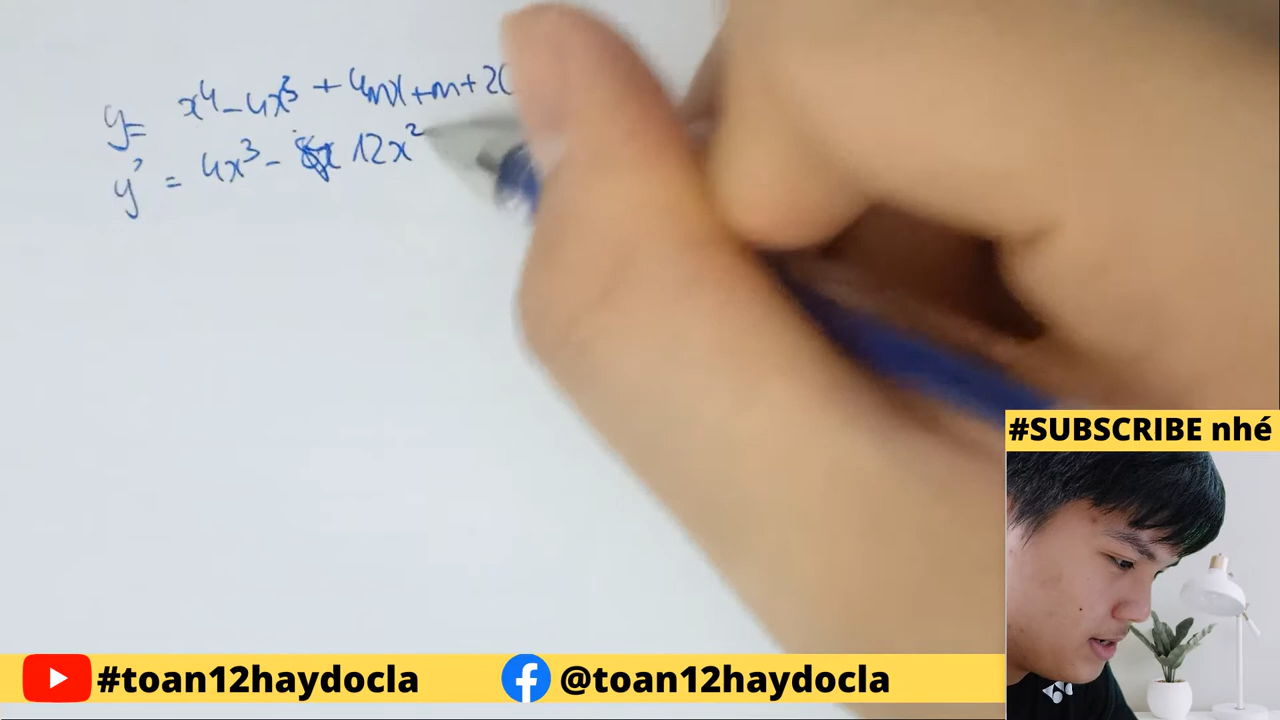 y = x⁴ - 4x³ + 4mx + m + 20
y' = 4x³ - 12x²
#SUBSCRIBE nhé
#toan12haydocla
@toan12haydocla